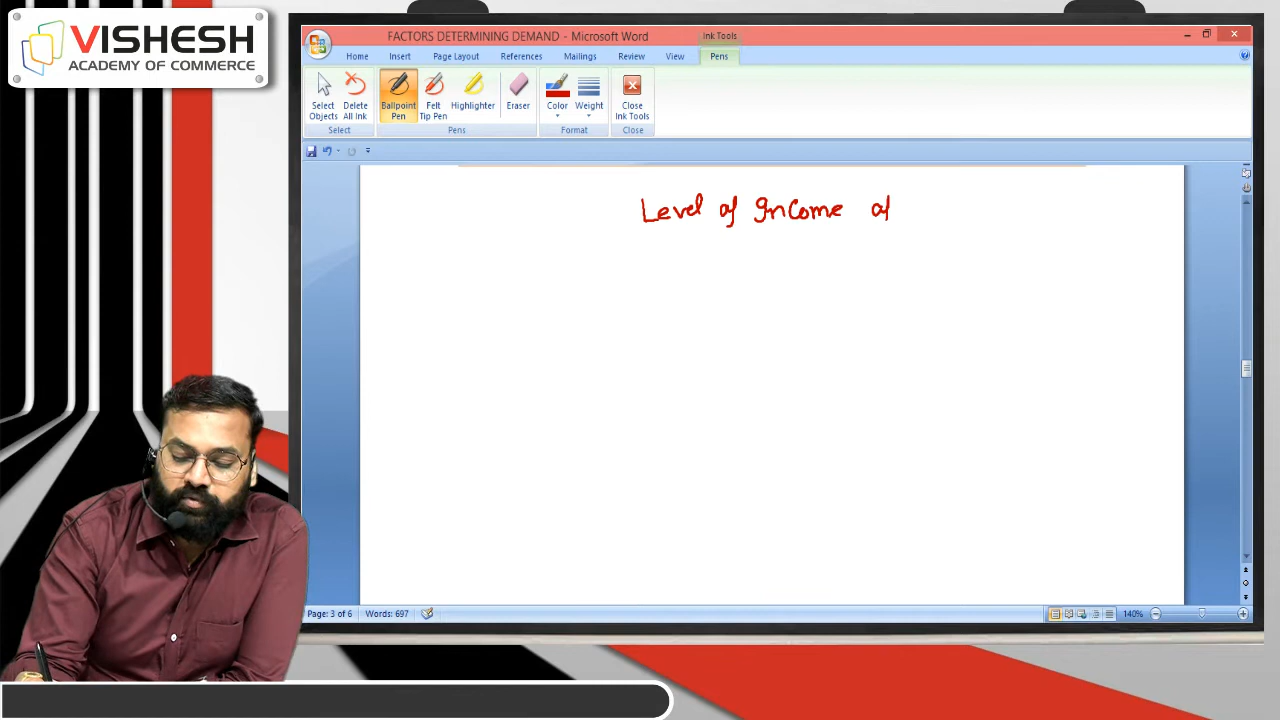 VISHESH
ACADEMY OF COMMERCE
FACTORS DETERMINING DEMAND - Microsoft Word
Ink Tools
Home
Insert
Page Layout
References
Mailings
Review
View
Pens
Select Objects
Delete All Ink
Ballpoint Pen
Felt Tip Pen
Highlighter
Eraser
Color
Weight
Close Ink Tools
Select
Pens
Format
Close
Level of Income of
Page: 3 of 6
Words: 697
140%